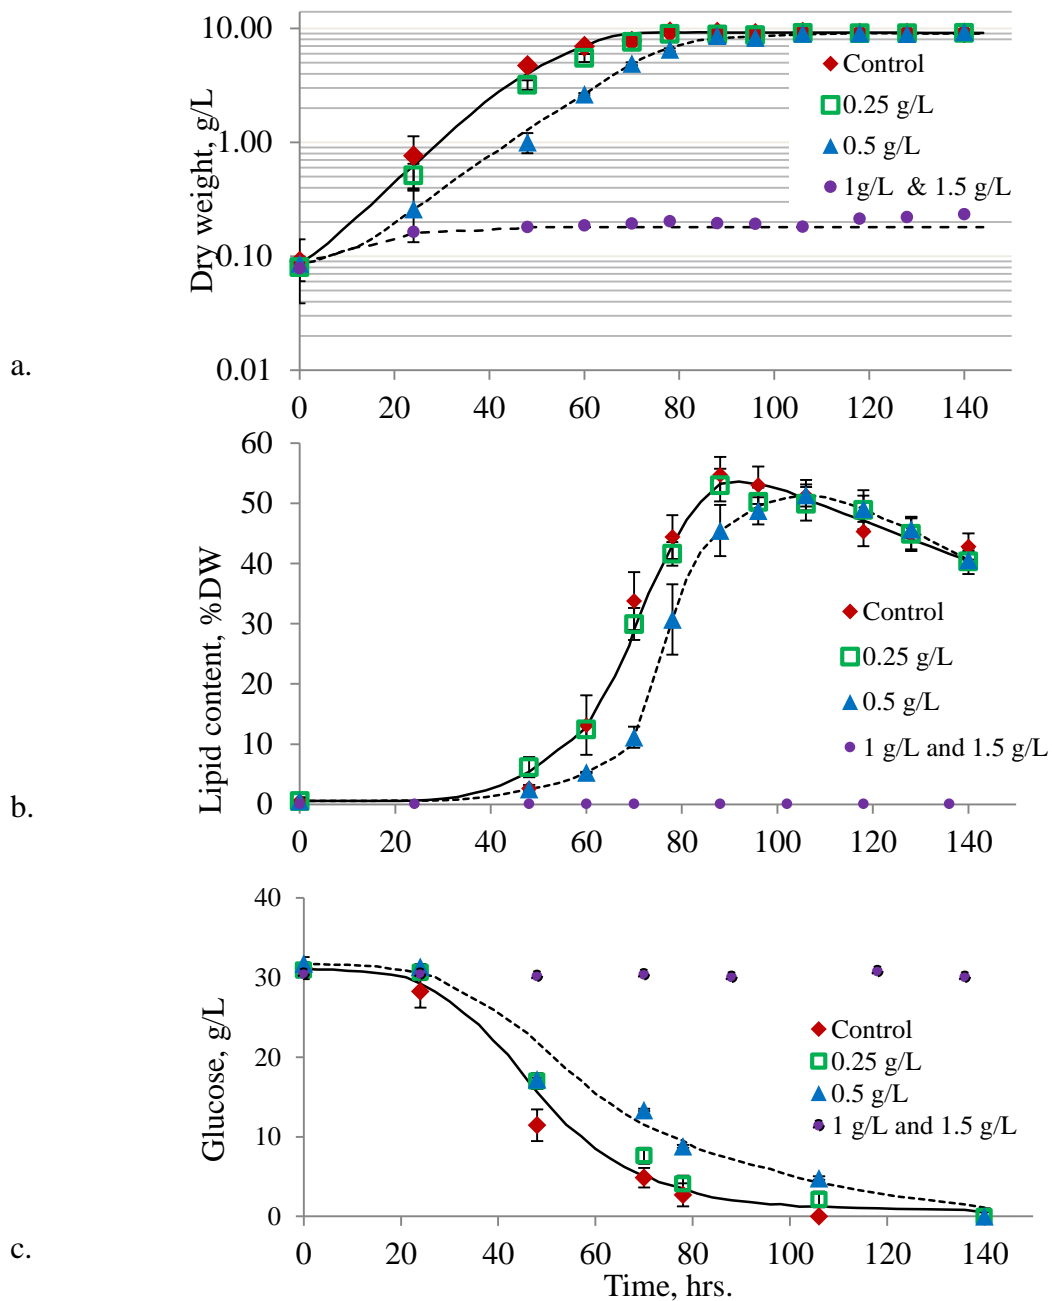 10.00
1.00
0.10
0.01
Dry weight, g/L
Control
0.25 g/L
0.5 g/L
1g/L & 1.5 g/L
a.
0 20 40 60 80 100 120 140
60
50
40
30
20
10
0
Lipid content, %DW
Control
0.25 g/L
0.5 g/L
1 g/L and 1.5 g/L
b.
0 20 40 60 80 100 120 140
40
30
20
10
0
Glucose, g/L
Control
0.25 g/L
0.5 g/L
1 g/L and 1.5 g/L
c.
0 20 40 60 80 100 120 140
Time, hrs.